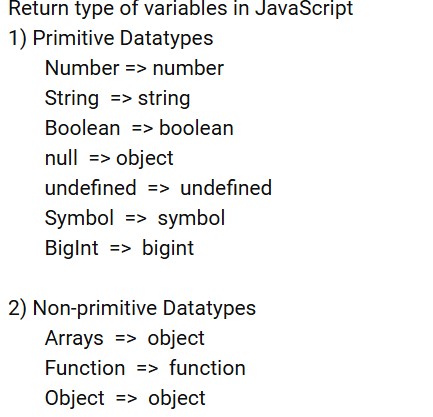 Return type of variables in JavaScript
1) Primitive Datatypes
Number => number
String => string
Boolean => boolean
null => object
undefined => undefined
Symbol => symbol
BigInt => bigint
2) Non-primitive Datatypes
Arrays => object
Function => function
Object => object